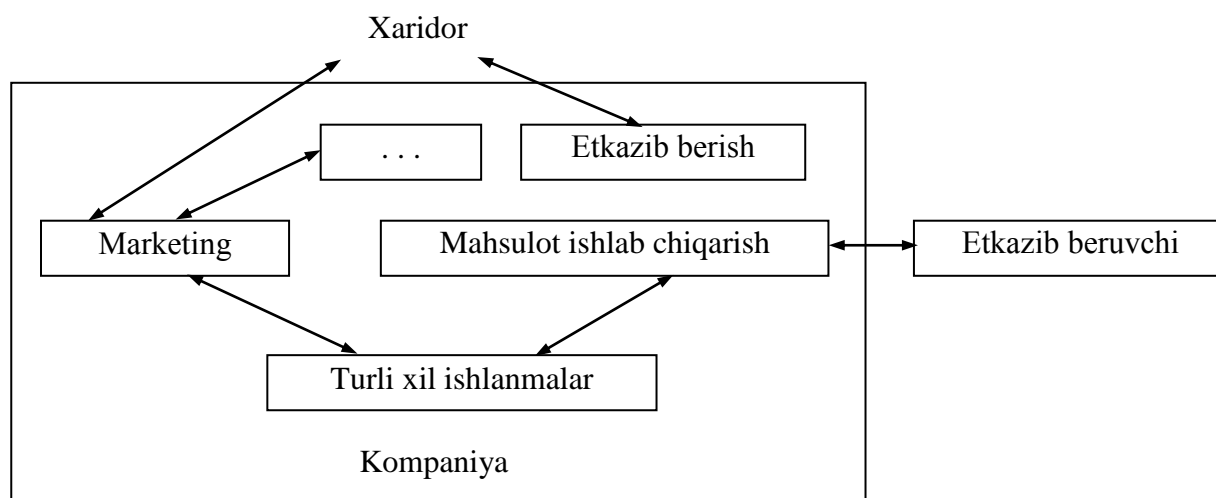 Xaridor
. . .
Etkazib berish
Marketing
Mahsulot ishlab chiqarish
Etkazib beruvchi
Turli xil ishlanmalar
Kompaniya